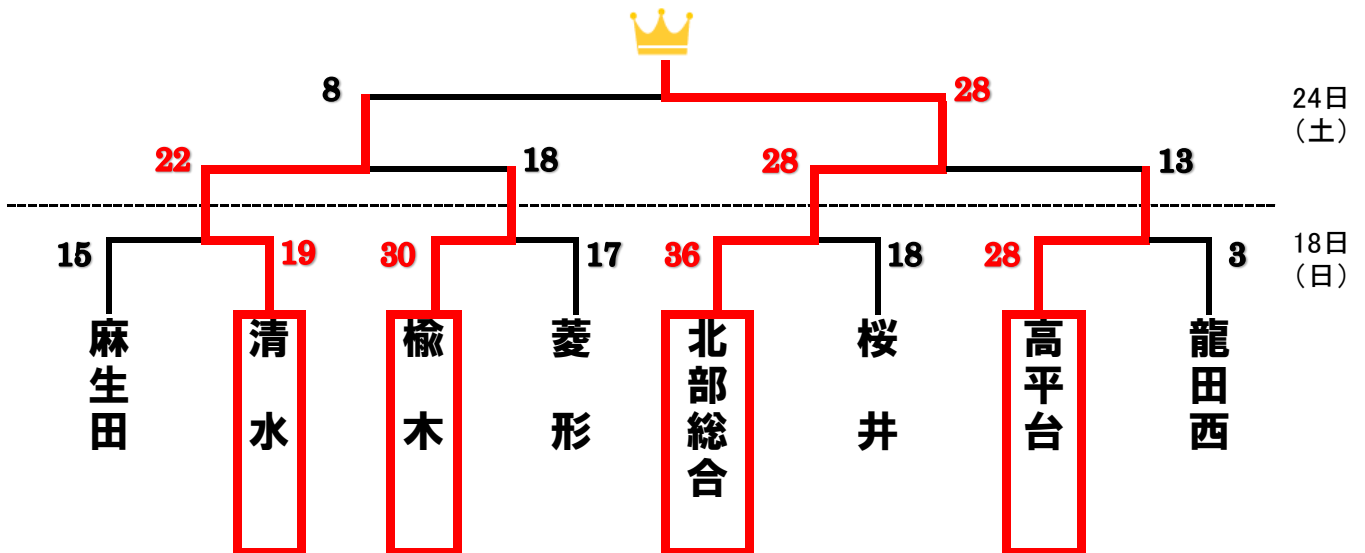 8
28
24日
（土）
22
18
28
13
15
19
30
17
36
18
28
3
18日
（日）
麻生田
清水
楡木
菱形
北部総合
桜井
高平台
龍田西